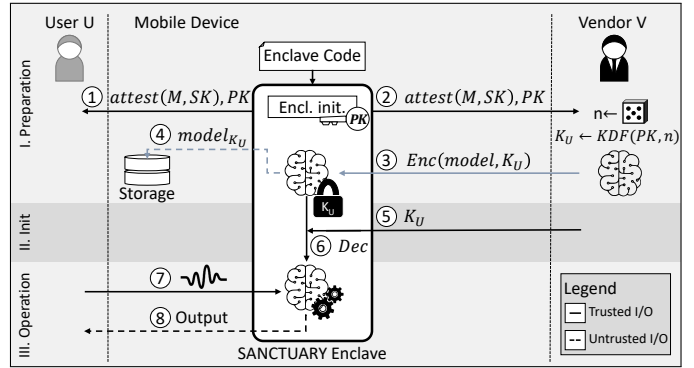 User U
Mobile Device
Vendor V
Enclave Code
I. Preparation
① attest(M, SK), PK
Encl. init.
PK
② attest(M, SK), PK
n←
K_U ← KDF(PK, n)
④ model_{K_U}
③ Enc(model, K_U)
Storage
K_U
II. Init
⑤ K_U
⑥ Dec
III. Operation
⑦
⑧ Output
Legend
Trusted I/O
Untrusted I/O
SANCTUARY Enclave